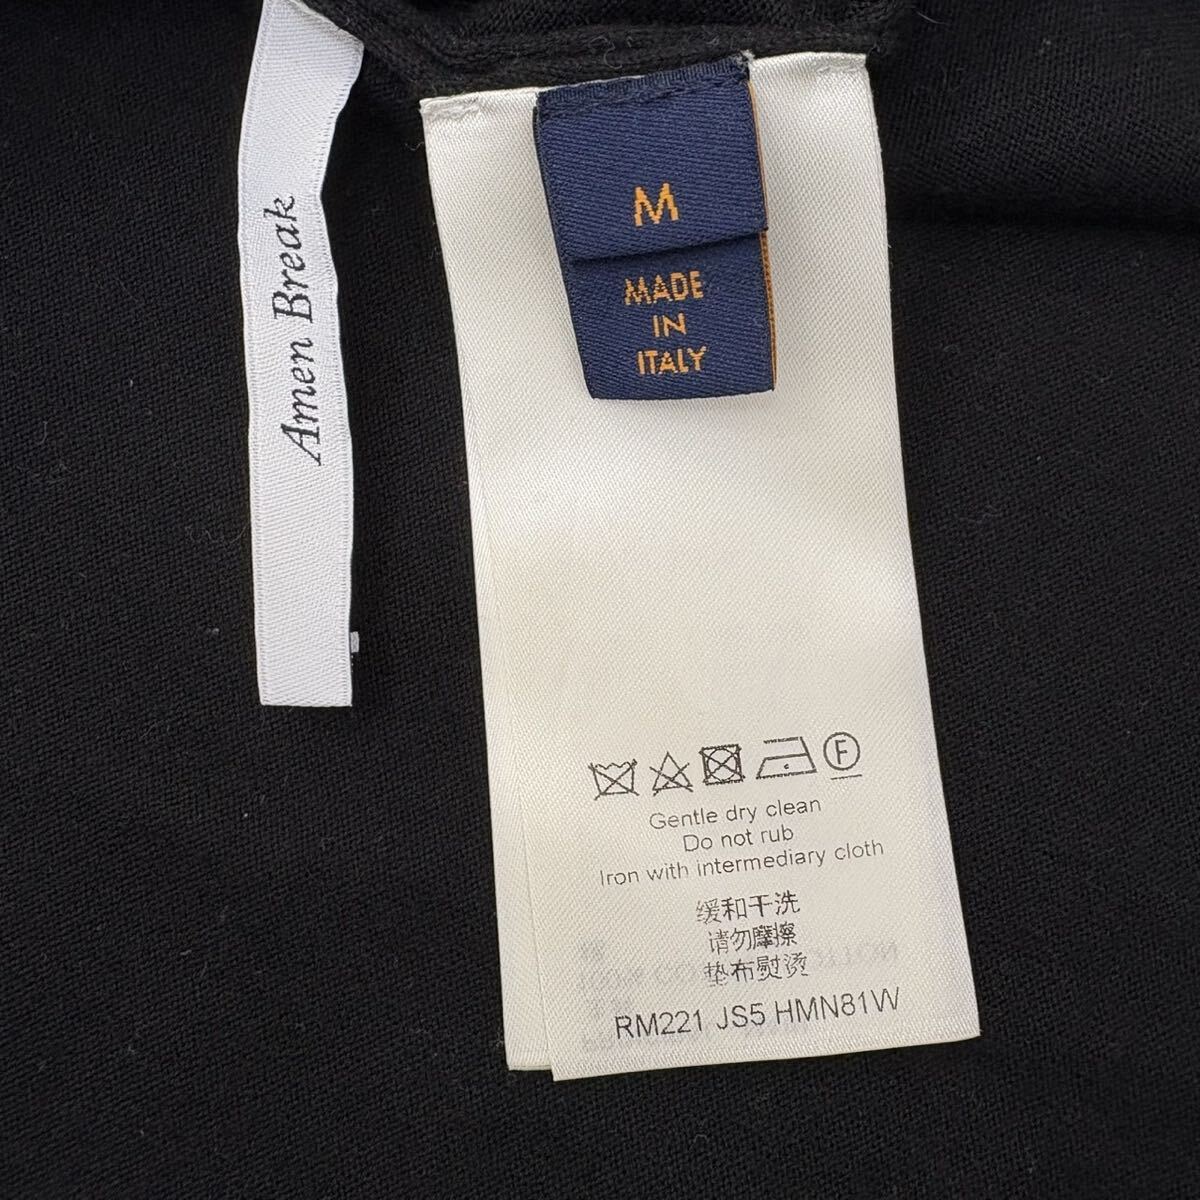 Amen Break
M
MADE
IN
ITALY
F
Gentle dry clean
Do not rub
Iron with intermediary cloth
缓和干洗
请勿摩擦
垫布熨烫
RM221 JS5 HMN81W